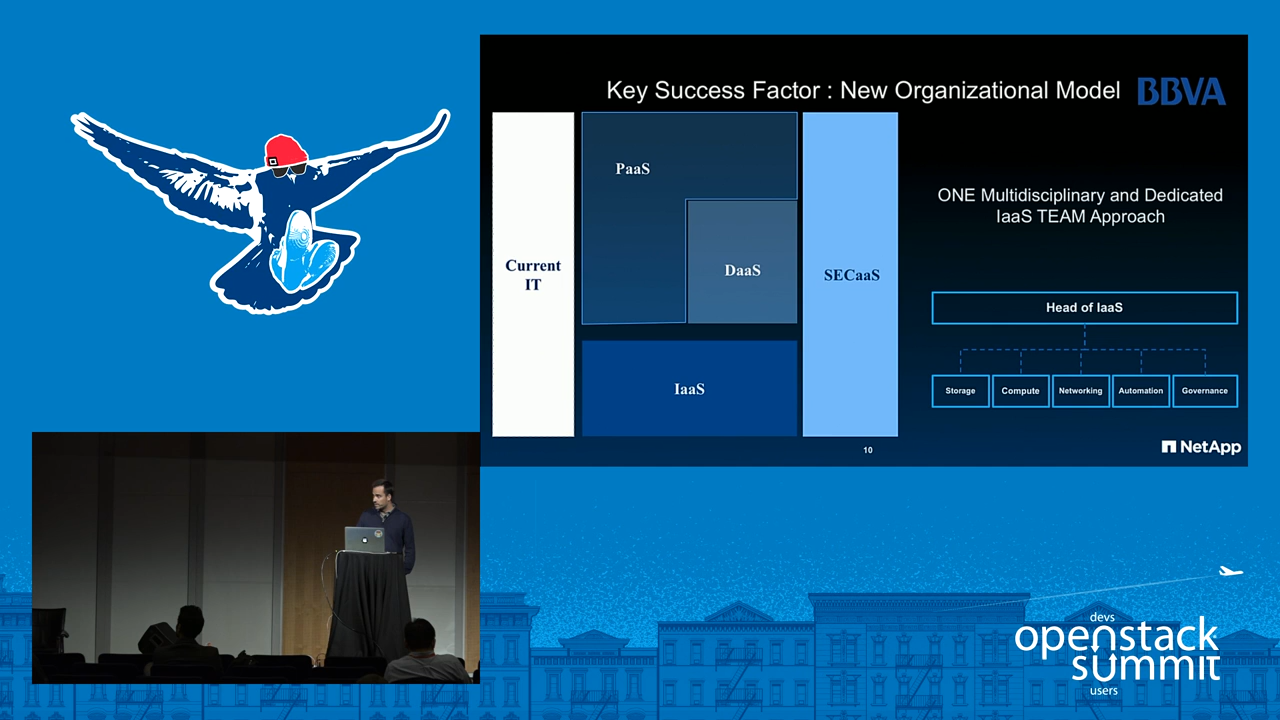 Key Success Factor : New Organizational Model
BBVA
PaaS
DaaS
Current
IT
SECaaS
IaaS
ONE Multidisciplinary and Dedicated
IaaS TEAM Approach
Head of IaaS
Storage
Compute
Networking
Automation
Governance
10
NetApp
devs
openstack
summit
users